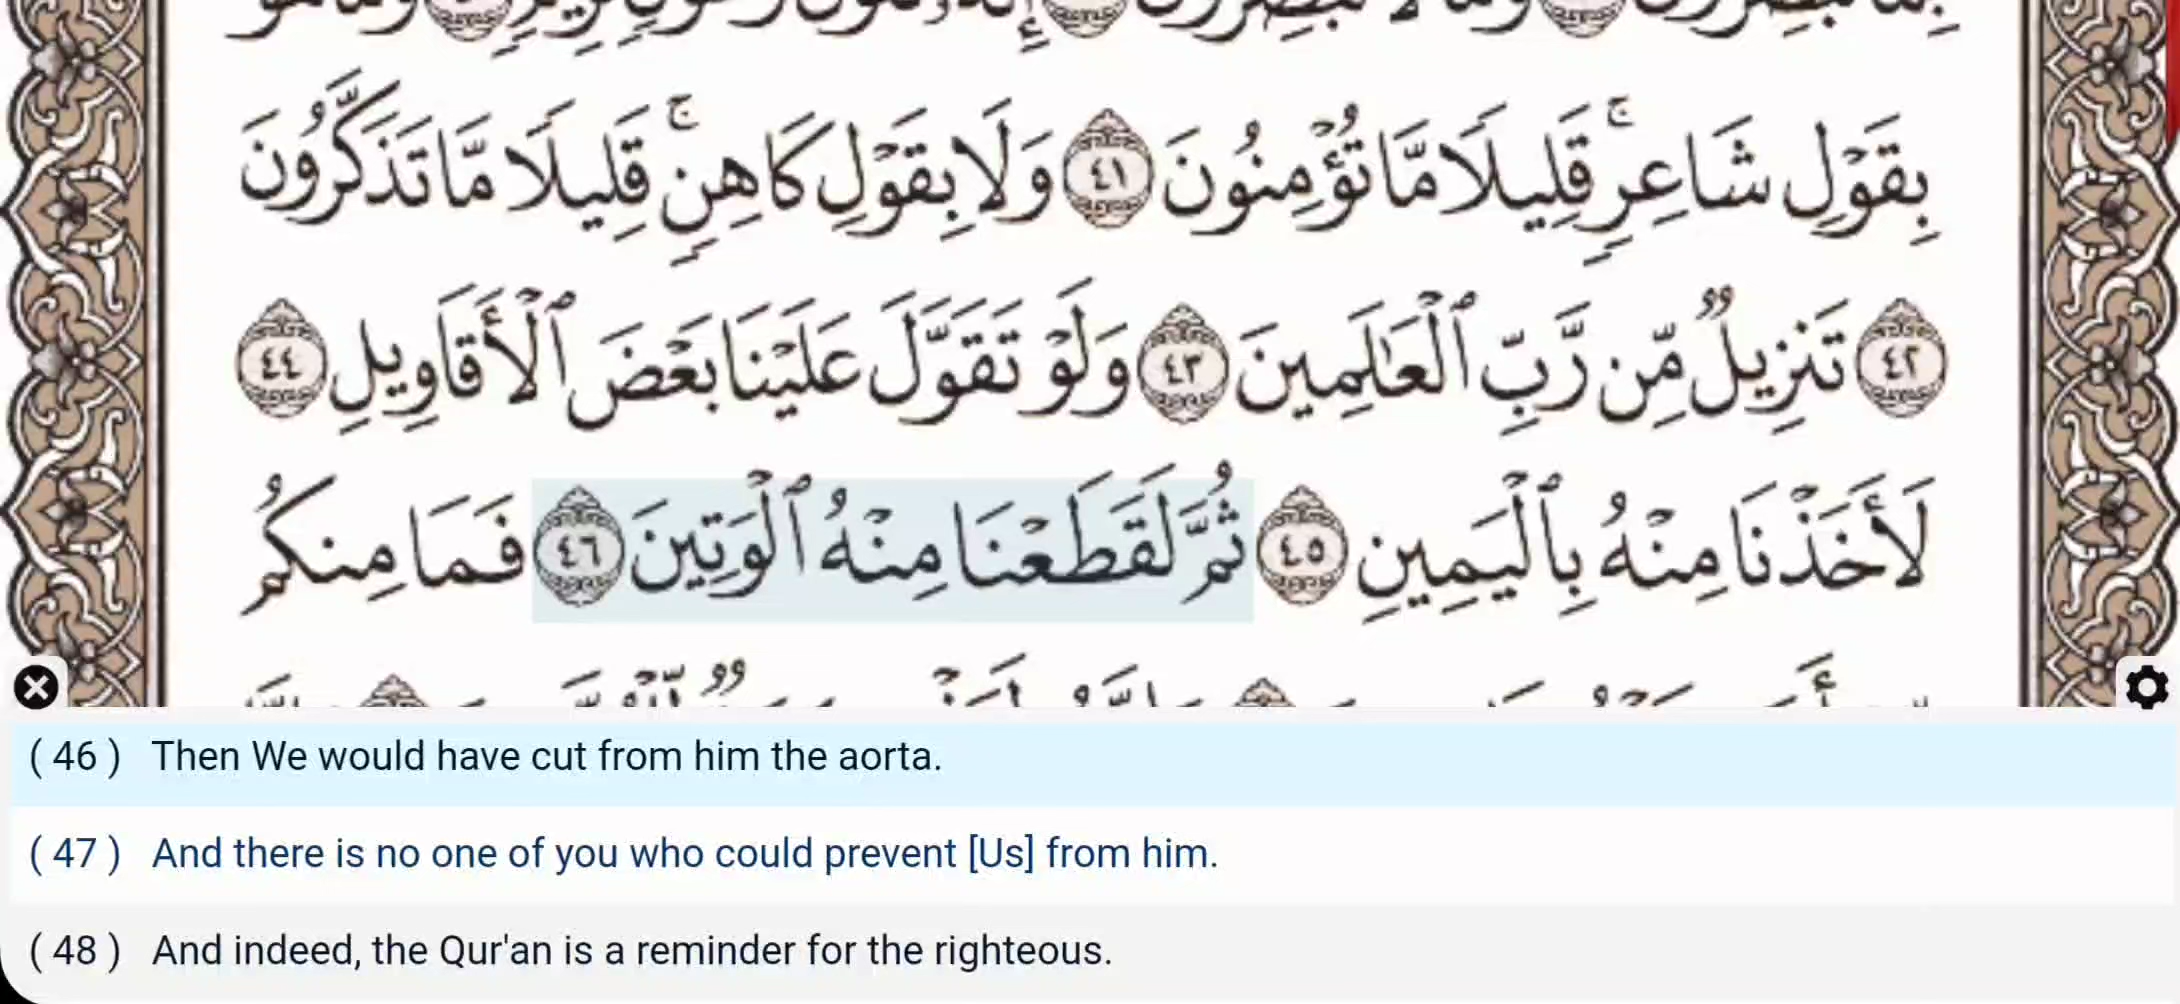 بِقَوْلِ شَاعِرٍ ۚ قَلِيلًا مَّا تُؤْمِنُونَ ٤١ وَلَا بِقَوْلِ كَاهِنٍ ۚ قَلِيلًا مَّا تَذَكَّرُونَ
٤٢ تَنزِيلٌ مِّن رَّبِّ ٱلْعَـٰلَمِينَ ٤٣ وَلَوْ تَقَوَّلَ عَلَيْنَا بَعْضَ ٱلْأَقَاوِيلِ ٤٤
لَأَخَذْنَا مِنْهُ بِٱلْيَمِينِ ٤٥ ثُمَّ لَقَطَعْنَا مِنْهُ ٱلْوَتِينَ ٤٦ فَمَا مِنكُم
( 46 ) Then We would have cut from him the aorta.
( 47 ) And there is no one of you who could prevent [Us] from him.
( 48 ) And indeed, the Qur'an is a reminder for the righteous.